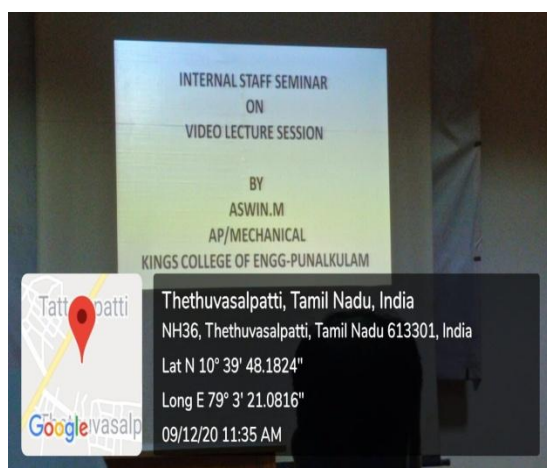 INTERNAL STAFF SEMINAR
ON
VIDEO LECTURE SESSION
BY
ASWIN.M
AP/MECHANICAL
KINGS COLLEGE OF ENGG-PUNALKULAM
Thethuvasalpatti, Tamil Nadu, India
NH36, Thethuvasalpatti, Tamil Nadu 613301, India
Lat N 10° 39' 48.1824"
Long E 79° 3' 21.0816"
09/12/20 11:35 AM
Google